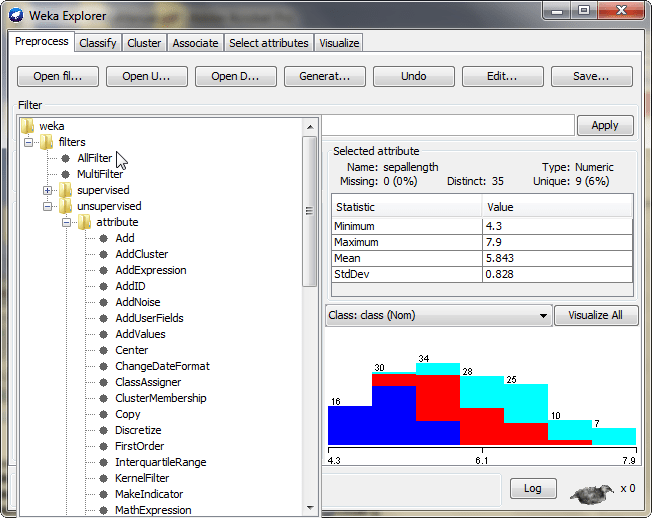 Weka Explorer
Preprocess Classify Cluster Associate Select attributes Visualize
Open fil... Open U... Open D... Generat... Undo Edit... Save...
Filter
Apply
weka
filters
AllFilter
MultiFilter
supervised
unsupervised
attribute
Add
AddCluster
AddExpression
AddID
AddNoise
AddUserFields
AddValues
Center
ChangeDateFormat
ClassAssigner
ClusterMembership
Copy
Discretize
FirstOrder
InterquartileRange
KernelFilter
MakeIndicator
MathExpression
Selected attribute
Name: sepallength Type: Numeric
Missing: 0 (0%) Distinct: 35 Unique: 9 (6%)
Statistic Value
Minimum 4.3
Maximum 7.9
Mean 5.843
StdDev 0.828
Class: class (Nom) Visualize All
16 30 34 28 25 10 7
4.3 6.1 7.9
Log x 0